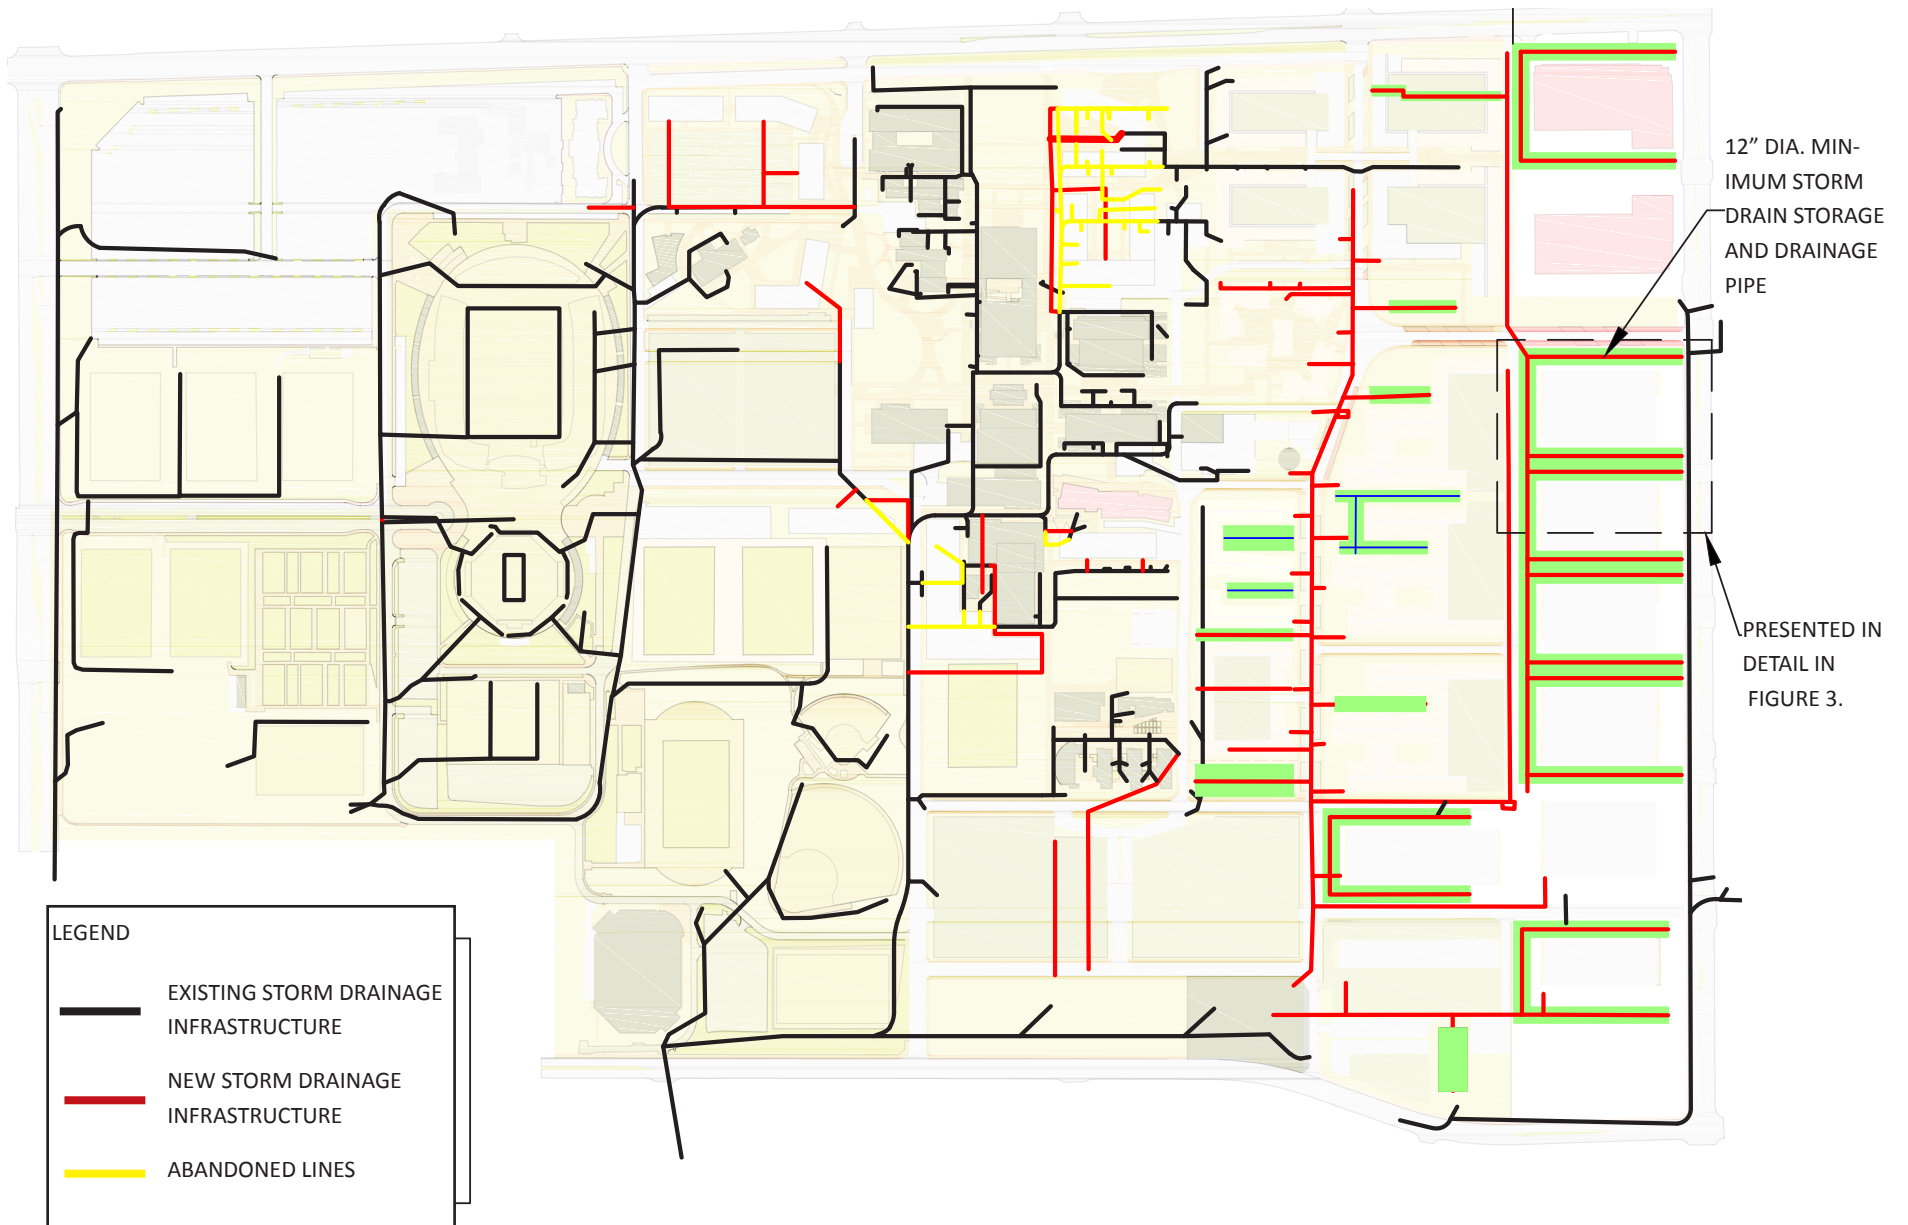 12” DIA. MIN-
IMUM STORM
DRAIN STORAGE
AND DRAINAGE
PIPE
PRESENTED IN
DETAIL IN
FIGURE 3.
LEGEND
EXISTING STORM DRAINAGE
INFRASTRUCTURE
NEW STORM DRAINAGE
INFRASTRUCTURE
ABANDONED LINES